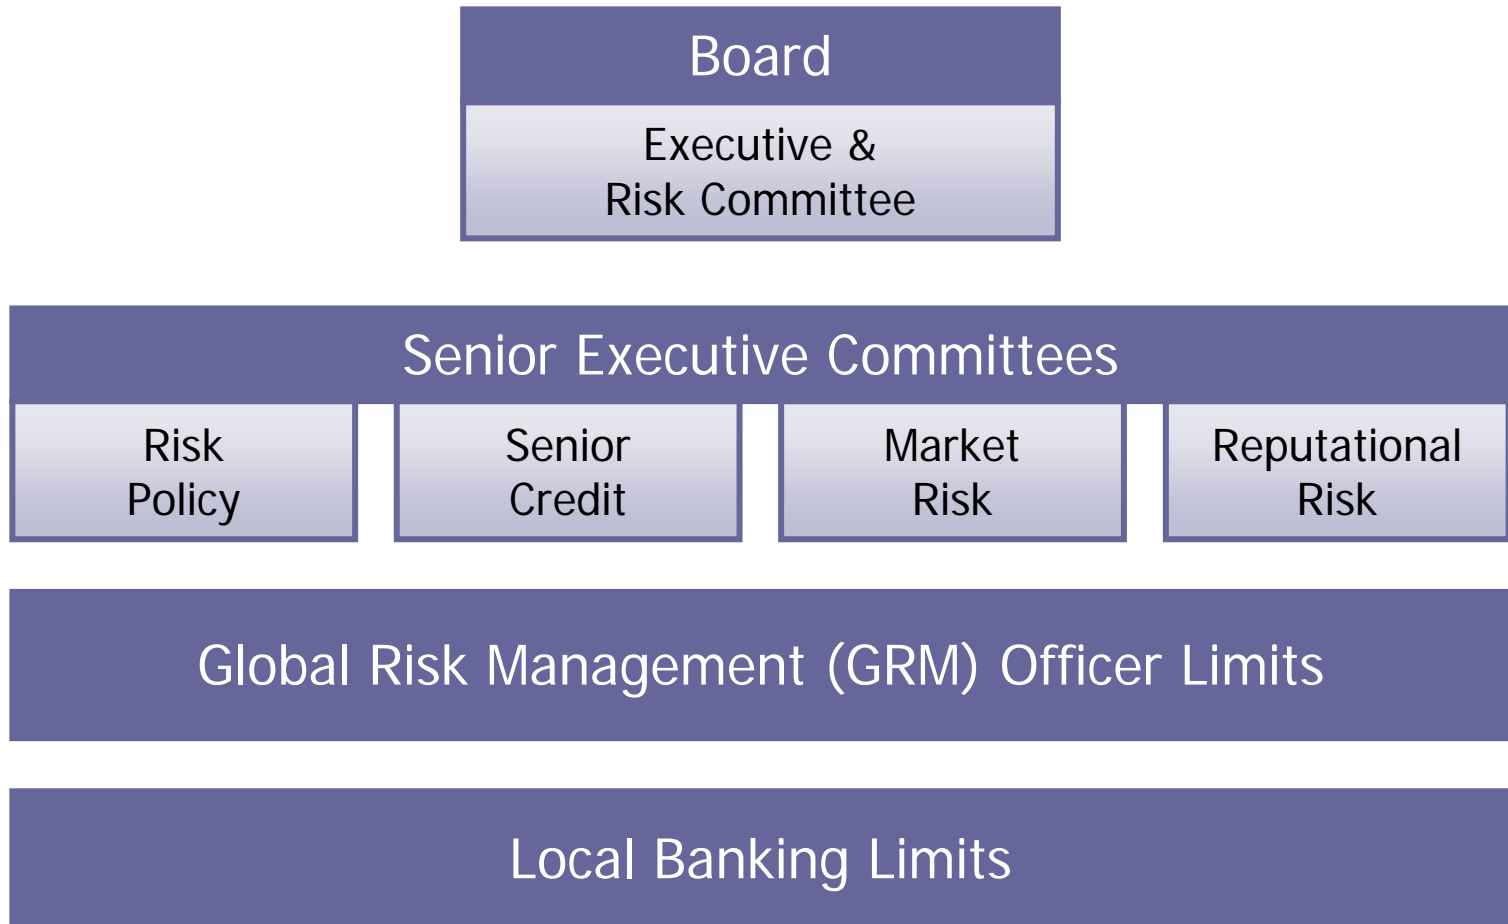 Board
Executive &
Risk Committee
Senior Executive Committees
Risk
Policy
Senior
Credit
Market
Risk
Reputational
Risk
Global Risk Management (GRM) Officer Limits
Local Banking Limits